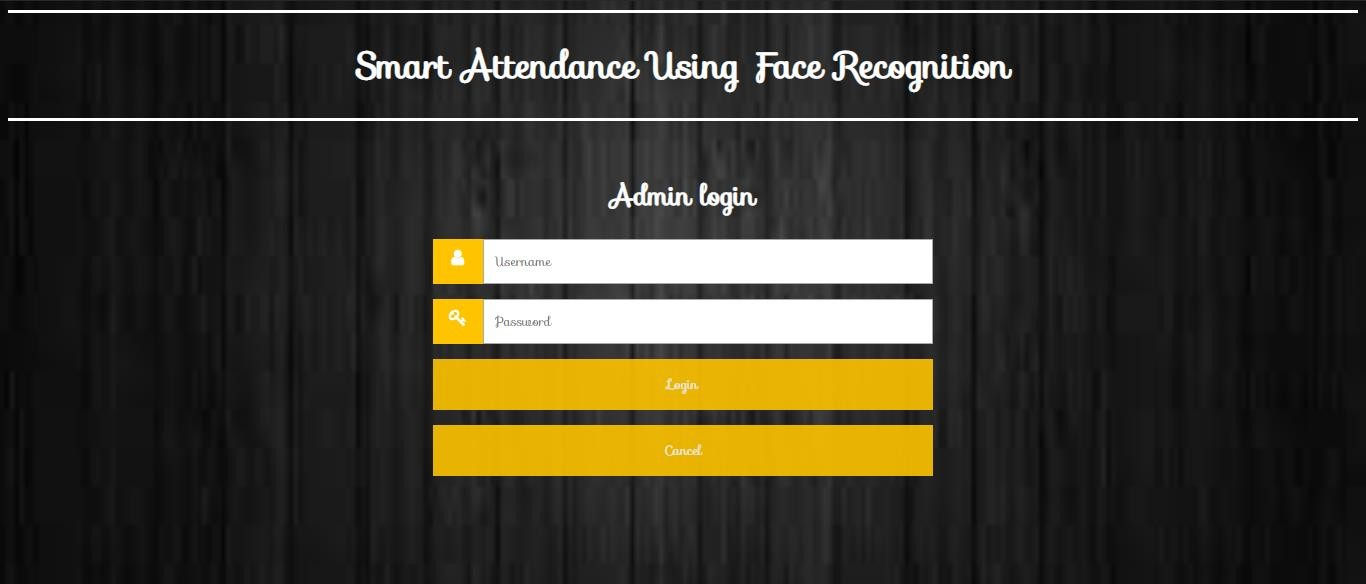 Smart Attendance Using Face Recognition
Admin login
Username
Password
Login
Cancel